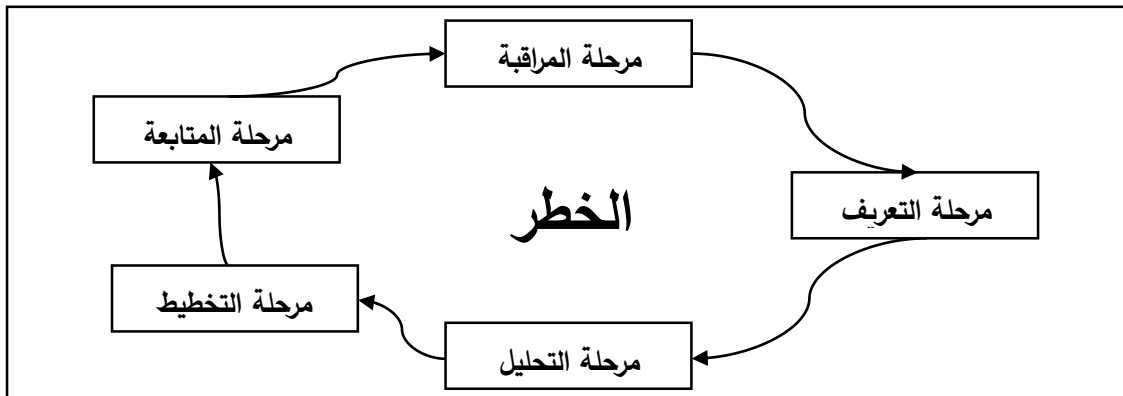 مرحلة المراقبة
مرحلة المتابعة
مرحلة التعريف
الخطر
مرحلة التخطيط
مرحلة التحليل